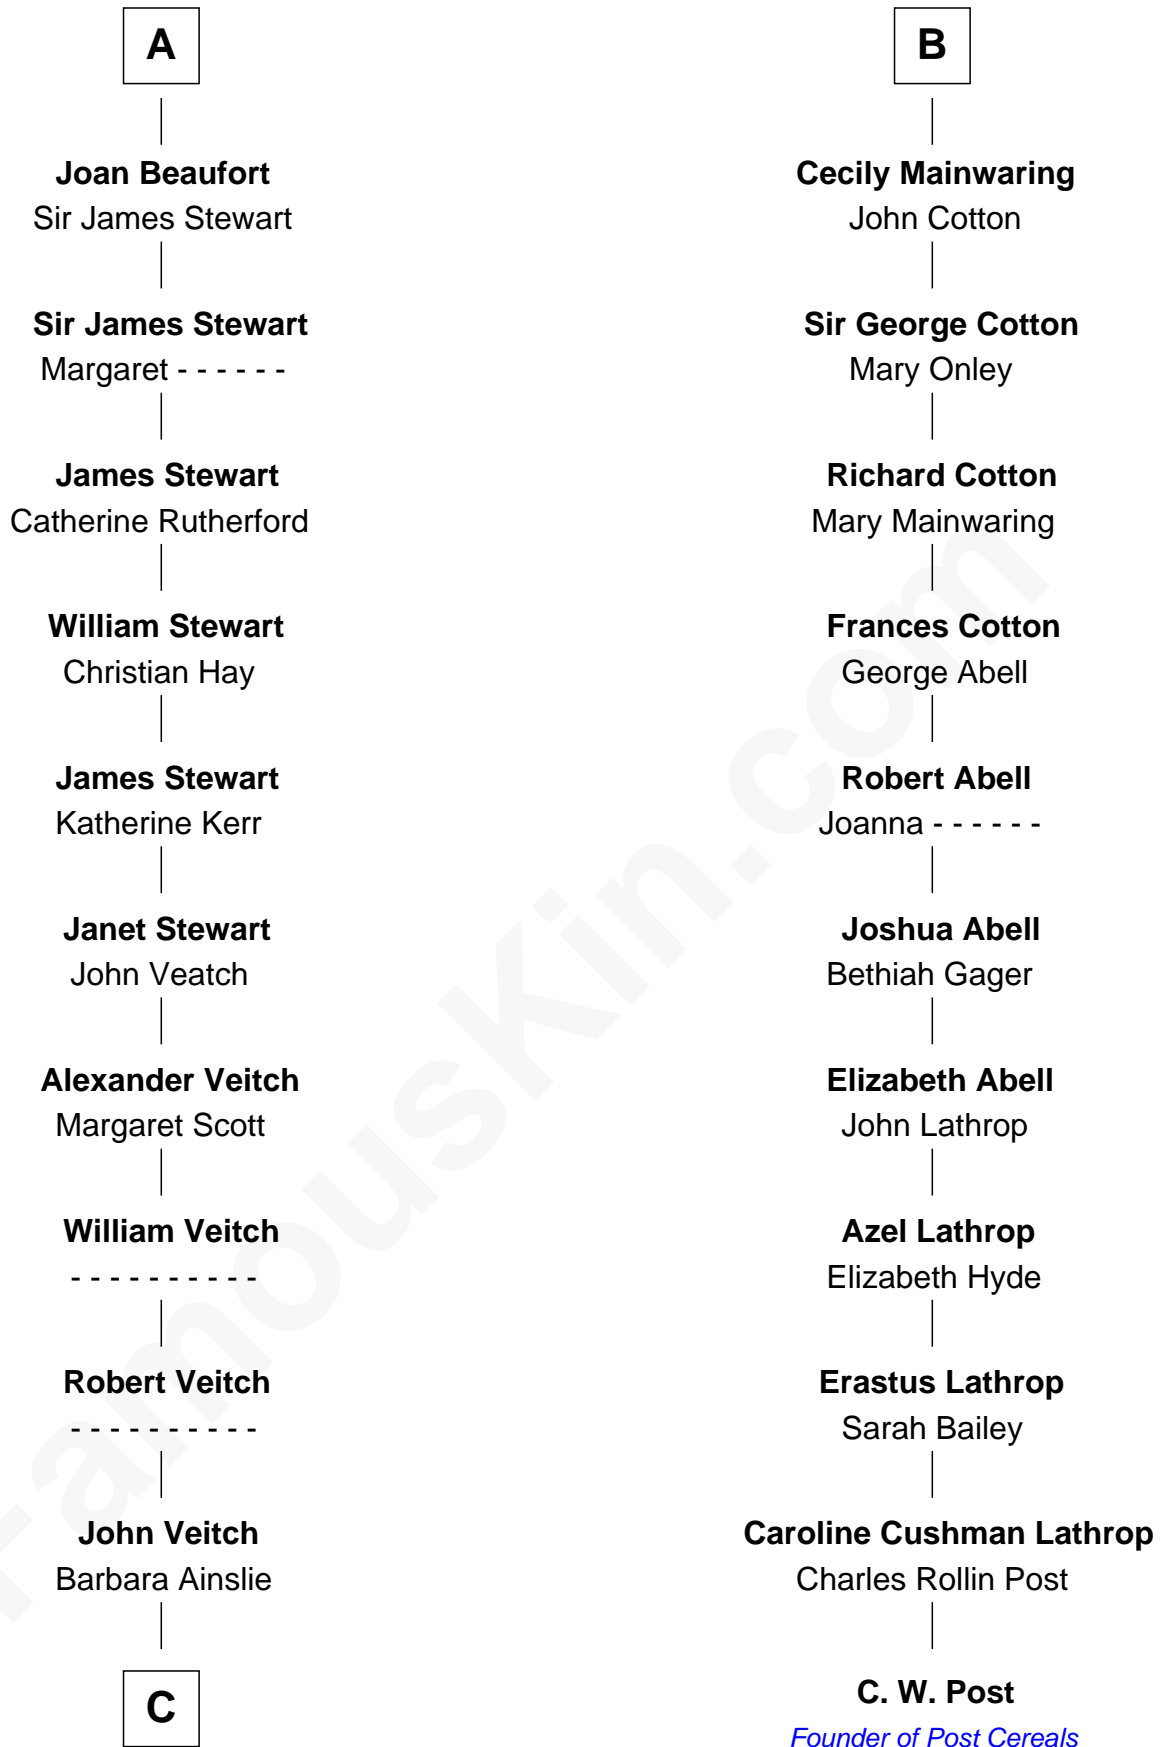 A
Joan Beaufort
Sir James Stewart
Sir James Stewart
Margaret - - - - - -
James Stewart
Catherine Rutherford
William Stewart
Christian Hay
James Stewart
Katherine Kerr
Janet Stewart
John Veatch
Alexander Veitch
Margaret Scott
William Veitch
- - - - - - - - - -
Robert Veitch
- - - - - - - - - -
John Veitch
Barbara Ainslie
C
B
Cecily Mainwaring
John Cotton
Sir George Cotton
Mary Onley
Richard Cotton
Mary Mainwaring
Frances Cotton
George Abell
Robert Abell
Joanna - - - - - -
Joshua Abell
Bethiah Gager
Elizabeth Abell
John Lathrop
Azel Lathrop
Elizabeth Hyde
Erastus Lathrop
Sarah Bailey
Caroline Cushman Lathrop
Charles Rollin Post
C. W. Post
Founder of Post Cereals
FamousKin.com